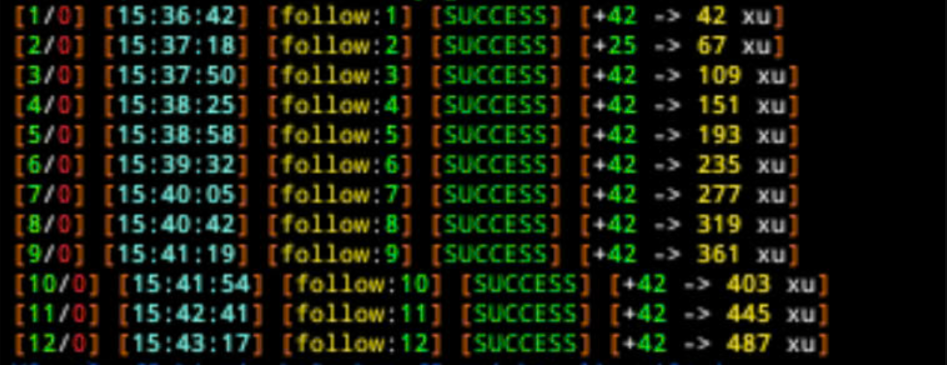 [1/0] [15:36:42] [follow:1] [SUCCESS] [+42 -> 42 xu]
[2/0] [15:37:18] [follow:2] [SUCCESS] [+25 -> 67 xu]
[3/0] [15:37:50] [follow:3] [SUCCESS] [+42 -> 109 xu]
[4/0] [15:38:25] [follow:4] [SUCCESS] [+42 -> 151 xu]
[5/0] [15:38:58] [follow:5] [SUCCESS] [+42 -> 193 xu]
[6/0] [15:39:32] [follow:6] [SUCCESS] [+42 -> 235 xu]
[7/0] [15:40:05] [follow:7] [SUCCESS] [+42 -> 277 xu]
[8/0] [15:40:42] [follow:8] [SUCCESS] [+42 -> 319 xu]
[9/0] [15:41:19] [follow:9] [SUCCESS] [+42 -> 361 xu]
[10/0] [15:41:54] [follow:10] [SUCCESS] [+42 -> 403 xu]
[11/0] [15:42:41] [follow:11] [SUCCESS] [+42 -> 445 xu]
[12/0] [15:43:17] [follow:12] [SUCCESS] [+42 -> 487 xu]